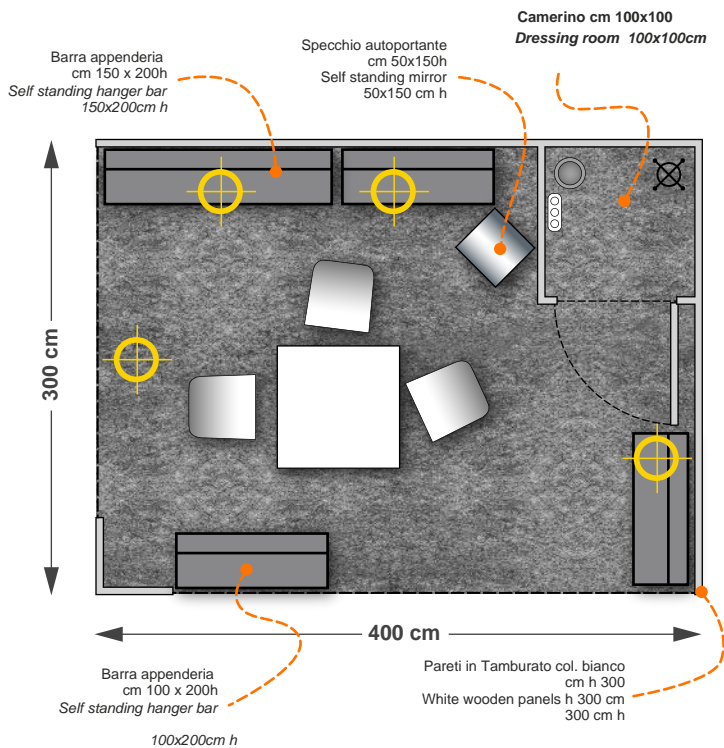 Camerino cm 100x100
Dressing room 100x100cm
Specchio autoportante
cm 50x150h
Self standing mirror
50x150 cm h
Barra appenderia
cm 150 x 200h
Self standing hanger bar
150x200cm h
300 cm
400 cm
Barra appenderia
cm 100 x 200h
Self standing hanger bar
100x200cm h
Pareti in Tamburato col. bianco
cm h 300
White wooden panels h 300 cm
300 cm h